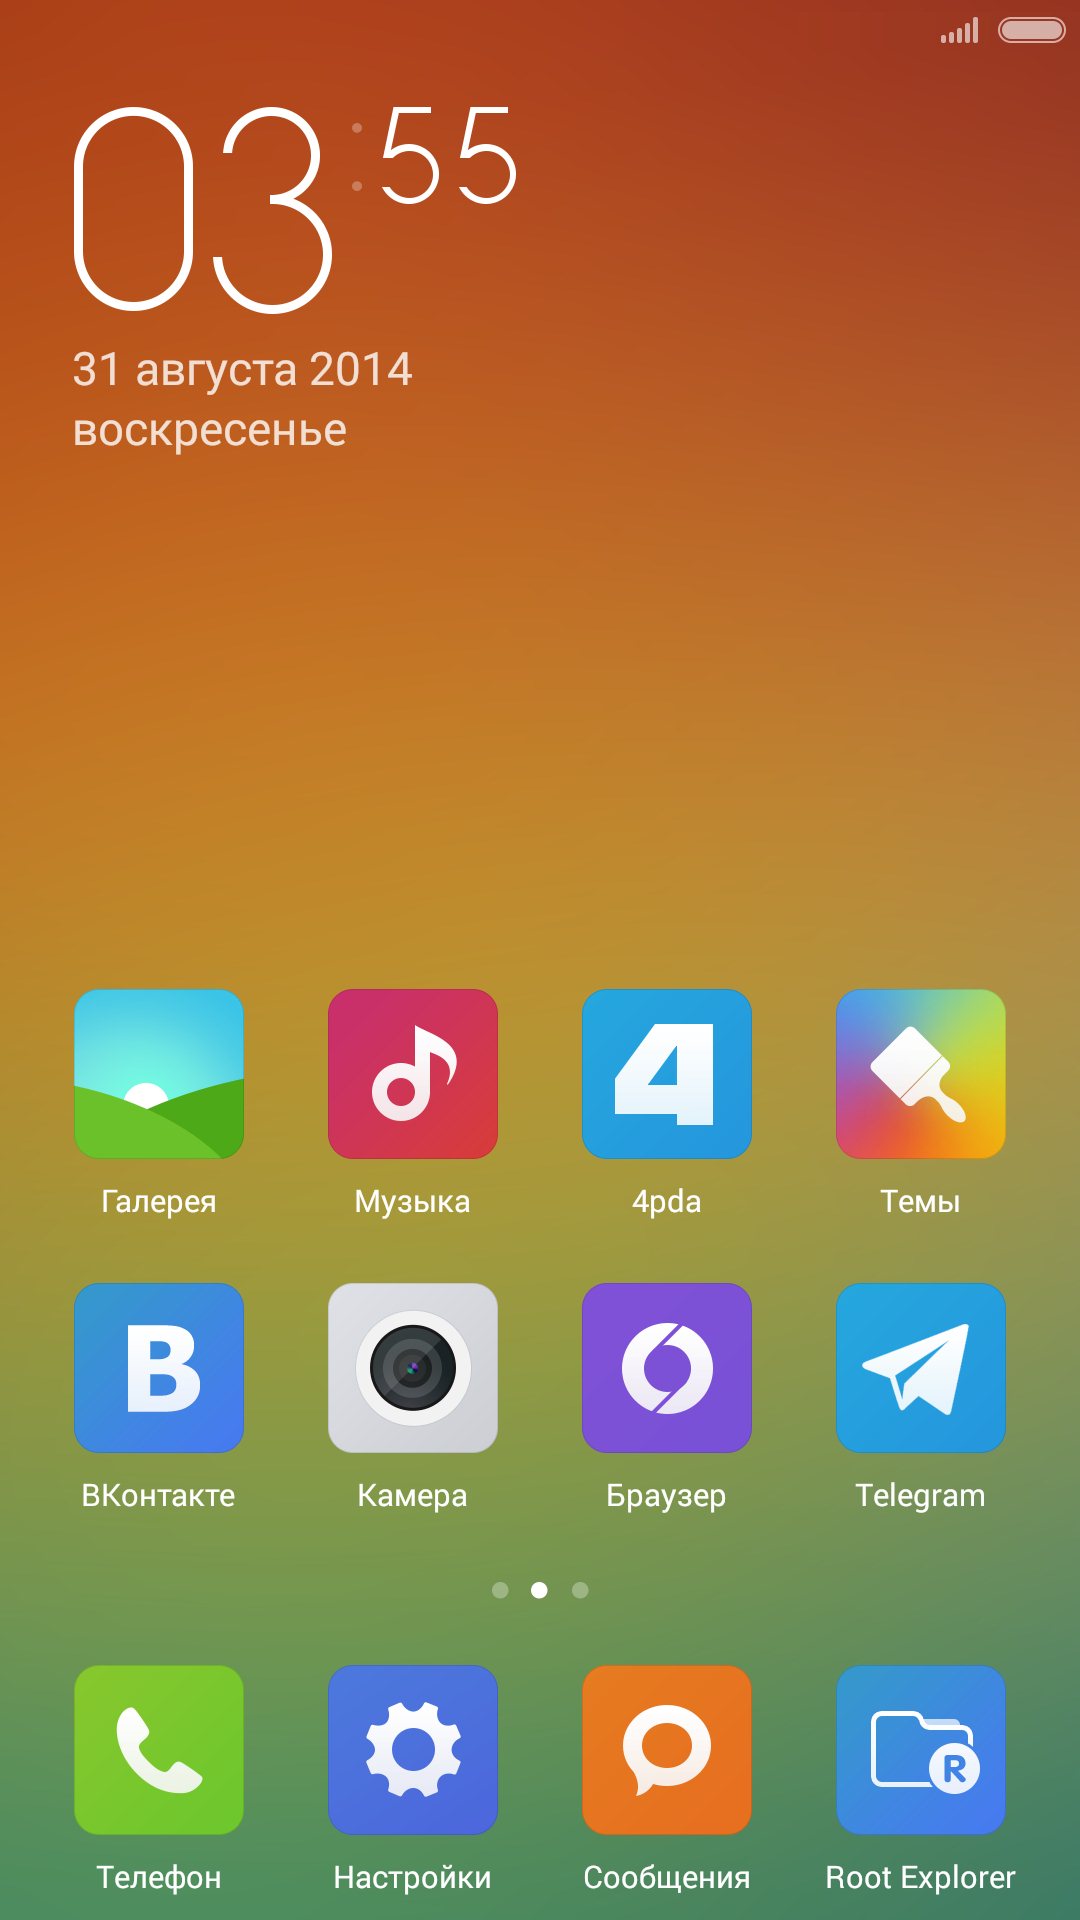 03:55
31 августа 2014
воскресенье
4
Галерея Музыка 4pda Темы
B
ВКонтакте Камера Браузер Telegram
R
Телефон Настройки Сообщения Root Explorer